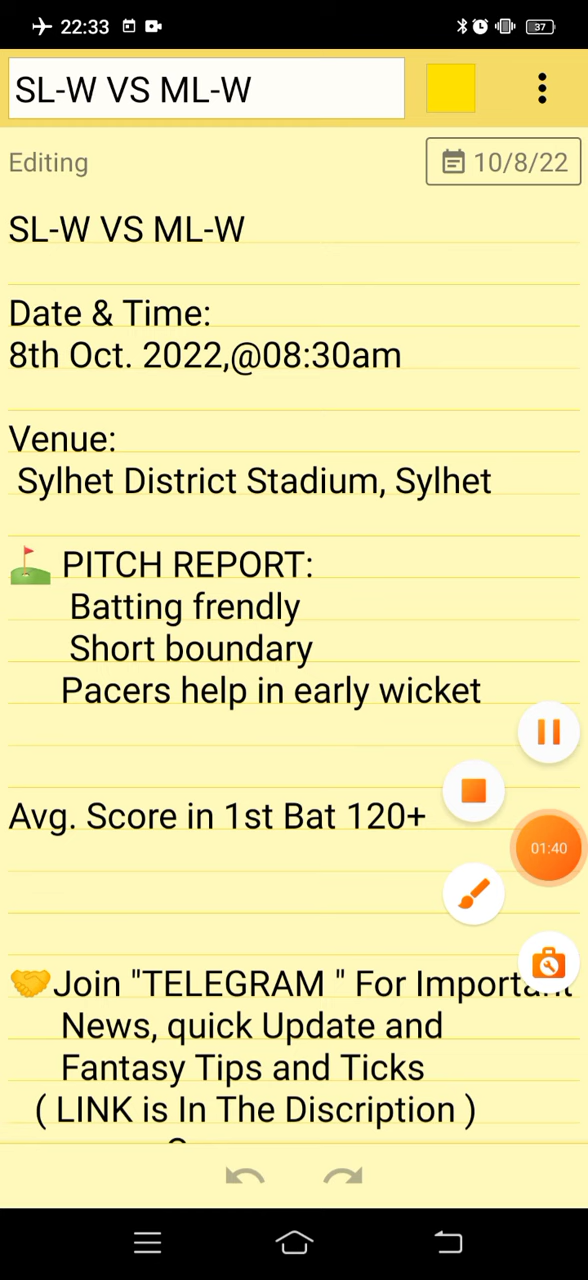 22:33
37
SL-W VS ML-W
Editing
10/8/22
SL-W VS ML-W
Date & Time:
8th Oct. 2022,@08:30am
Venue:
Sylhet District Stadium, Sylhet
PITCH REPORT:
Batting frendly
Short boundary
Pacers help in early wicket
Avg. Score in 1st Bat 120+
01:40
🤝Join "TELEGRAM " For Important
News, quick Update and
Fantasy Tips and Ticks
( LINK is In The Discription )